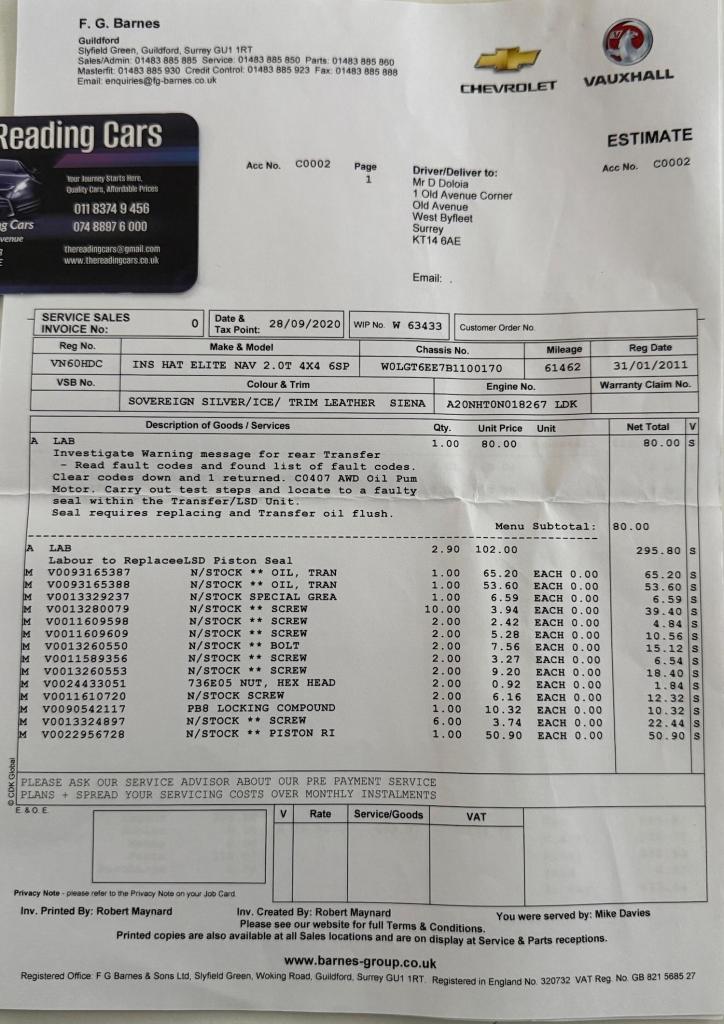 F. G. Barnes
Guildford
Slyfield Green, Guildford, Surrey GU1 1RT
Sales/Admin: 01483 885 885 Service: 01483 885 850 Parts: 01483 885 860
Masterfit: 01483 885 930 Credit Control: 01483 885 923 Fax: 01483 885 888
Email: enquiries@fg-barnes.co.uk
CHEVROLET
VAUXHALL
Reading Cars
Your Journey Starts Here,
Quality Cars, Affordable Prices
011 8374 9 456
074 8897 6 000
thereadingcars@gmail.com
www.thereadingcars.co.uk
g Cars
venue
ESTIMATE
Acc No. C0002
Page
1
Acc No. C0002
Driver/Deliver to:
Mr D Doloia
1 Old Avenue Corner
Old Avenue
West Byfleet
Surrey
KT14 6AE
Email: .
SERVICE SALES
INVOICE No: 0
Date &
Tax Point: 28/09/2020
WIP No. W 63433
Customer Order No.
Reg No. Make & Model Chassis No. Mileage Reg Date
VN60HDC INS HAT ELITE NAV 2.0T 4X4 6SP W0LGT6EE7B1100170 61462 31/01/2011
VSB No. Colour & Trim Engine No. Warranty Claim No.
SOVEREIGN SILVER/ICE/ TRIM LEATHER SIENA A20NHT0N018267 LDK
Description of Goods / Services Qty. Unit Price Unit Net Total V
A LAB 1.00 80.00 80.00 S
Investigate Warning message for rear Transfer
- Read fault codes and found list of fault codes.
Clear codes down and 1 returned. C0407 AWD Oil Pum
Motor. Carry out test steps and locate to a faulty
seal within the Transfer/LSD Unit.
Seal requires replacing and Transfer oil flush.
Menu Subtotal: 80.00
A LAB 2.90 102.00 295.80 S
Labour to ReplaceeLSD Piston Seal
M V0093165387 N/STOCK ** OIL, TRAN 1.00 65.20 EACH 0.00 65.20 S
M V0093165388 N/STOCK ** OIL, TRAN 1.00 53.60 EACH 0.00 53.60 S
M V0013329237 N/STOCK SPECIAL GREA 1.00 6.59 EACH 0.00 6.59 S
M V0013280079 N/STOCK ** SCREW 10.00 3.94 EACH 0.00 39.40 S
M V0011609598 N/STOCK ** SCREW 2.00 2.42 EACH 0.00 4.84 S
M V0011609609 N/STOCK ** SCREW 2.00 5.28 EACH 0.00 10.56 S
M V0013260550 N/STOCK ** BOLT 2.00 7.56 EACH 0.00 15.12 S
M V0011589356 N/STOCK ** SCREW 2.00 3.27 EACH 0.00 6.54 S
M V0013260553 N/STOCK ** SCREW 2.00 9.20 EACH 0.00 18.40 S
M V0024433051 736E05 NUT, HEX HEAD 2.00 0.92 EACH 0.00 1.84 S
M V0011610720 N/STOCK SCREW 2.00 6.16 EACH 0.00 12.32 S
M V0090542117 PB8 LOCKING COMPOUND 1.00 10.32 EACH 0.00 10.32 S
M V0013324897 N/STOCK ** SCREW 6.00 3.74 EACH 0.00 22.44 S
M V0022956728 N/STOCK ** PISTON RI 1.00 50.90 EACH 0.00 50.90 S
© CDK Global
PLEASE ASK OUR SERVICE ADVISOR ABOUT OUR PRE PAYMENT SERVICE
PLANS + SPREAD YOUR SERVICING COSTS OVER MONTHLY INSTALMENTS
E. & O. E.
V Rate Service/Goods VAT
Privacy Note - please refer to the Privacy Note on your Job Card.
Inv. Printed By: Robert Maynard Inv. Created By: Robert Maynard You were served by: Mike Davies
Please see our website for full Terms & Conditions.
Printed copies are also available at all Sales locations and are on display at Service & Parts receptions.
www.barnes-group.co.uk
Registered Office: F G Barnes & Sons Ltd, Slyfield Green, Woking Road, Guildford, Surrey GU1 1RT. Registered in England No. 320732 VAT Reg. No. GB 821 5685 27